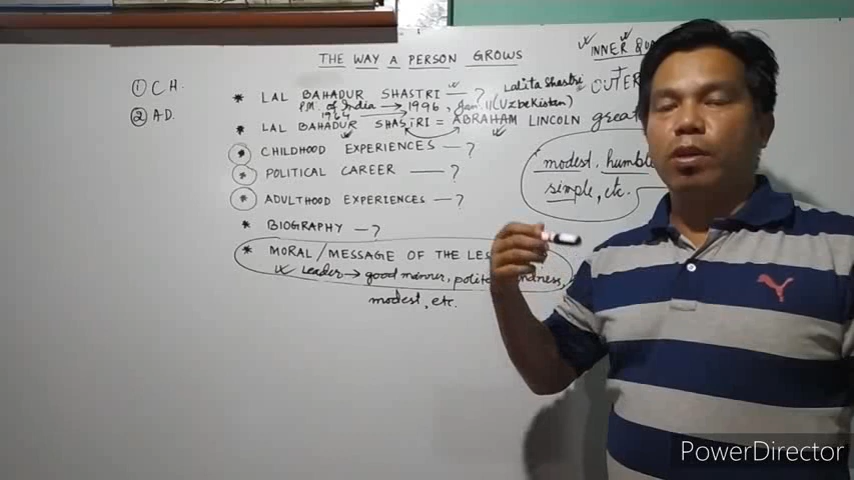 THE WAY A PERSON GROWS
INNER
OUTER
① C H.
② A D.
* LAL BAHADUR SHASTRI — ? Lalita Shastri
P.M. of India → 1996, Jan. 11 (Uzbekistan)
1964
* LAL BAHADUR SHASTRI = ABRAHAM LINCOLN great
* CHILDHOOD EXPERIENCES — ?
* POLITICAL CAREER — ?
* ADULTHOOD EXPERIENCES — ?
* BIOGRAPHY — ?
* MORAL / MESSAGE OF THE
Leader → good manner,
modest, etc.
modest, humble
simple, etc.
PowerDirector